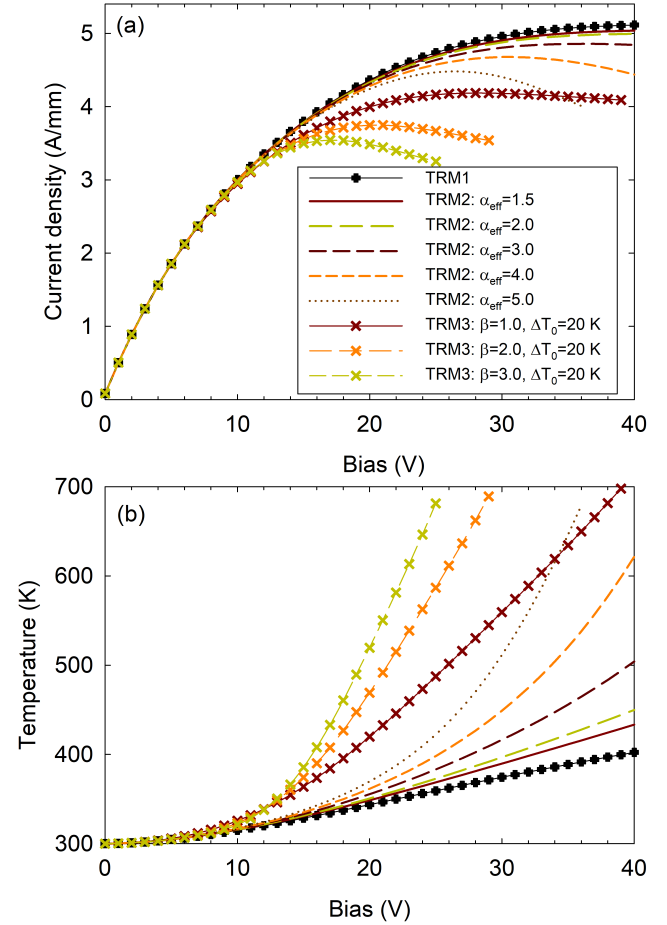 (a)
Current density (A/mm)
5
4
3
2
1
0
TRM1
TRM2: αeff=1.5
TRM2: αeff=2.0
TRM2: αeff=3.0
TRM2: αeff=4.0
TRM2: αeff=5.0
TRM3: β=1.0, ΔT0=20 K
TRM3: β=2.0, ΔT0=20 K
TRM3: β=3.0, ΔT0=20 K
0 10 20 30 40
Bias (V)
(b)
Temperature (K)
700
600
500
400
300
0 10 20 30 40
Bias (V)